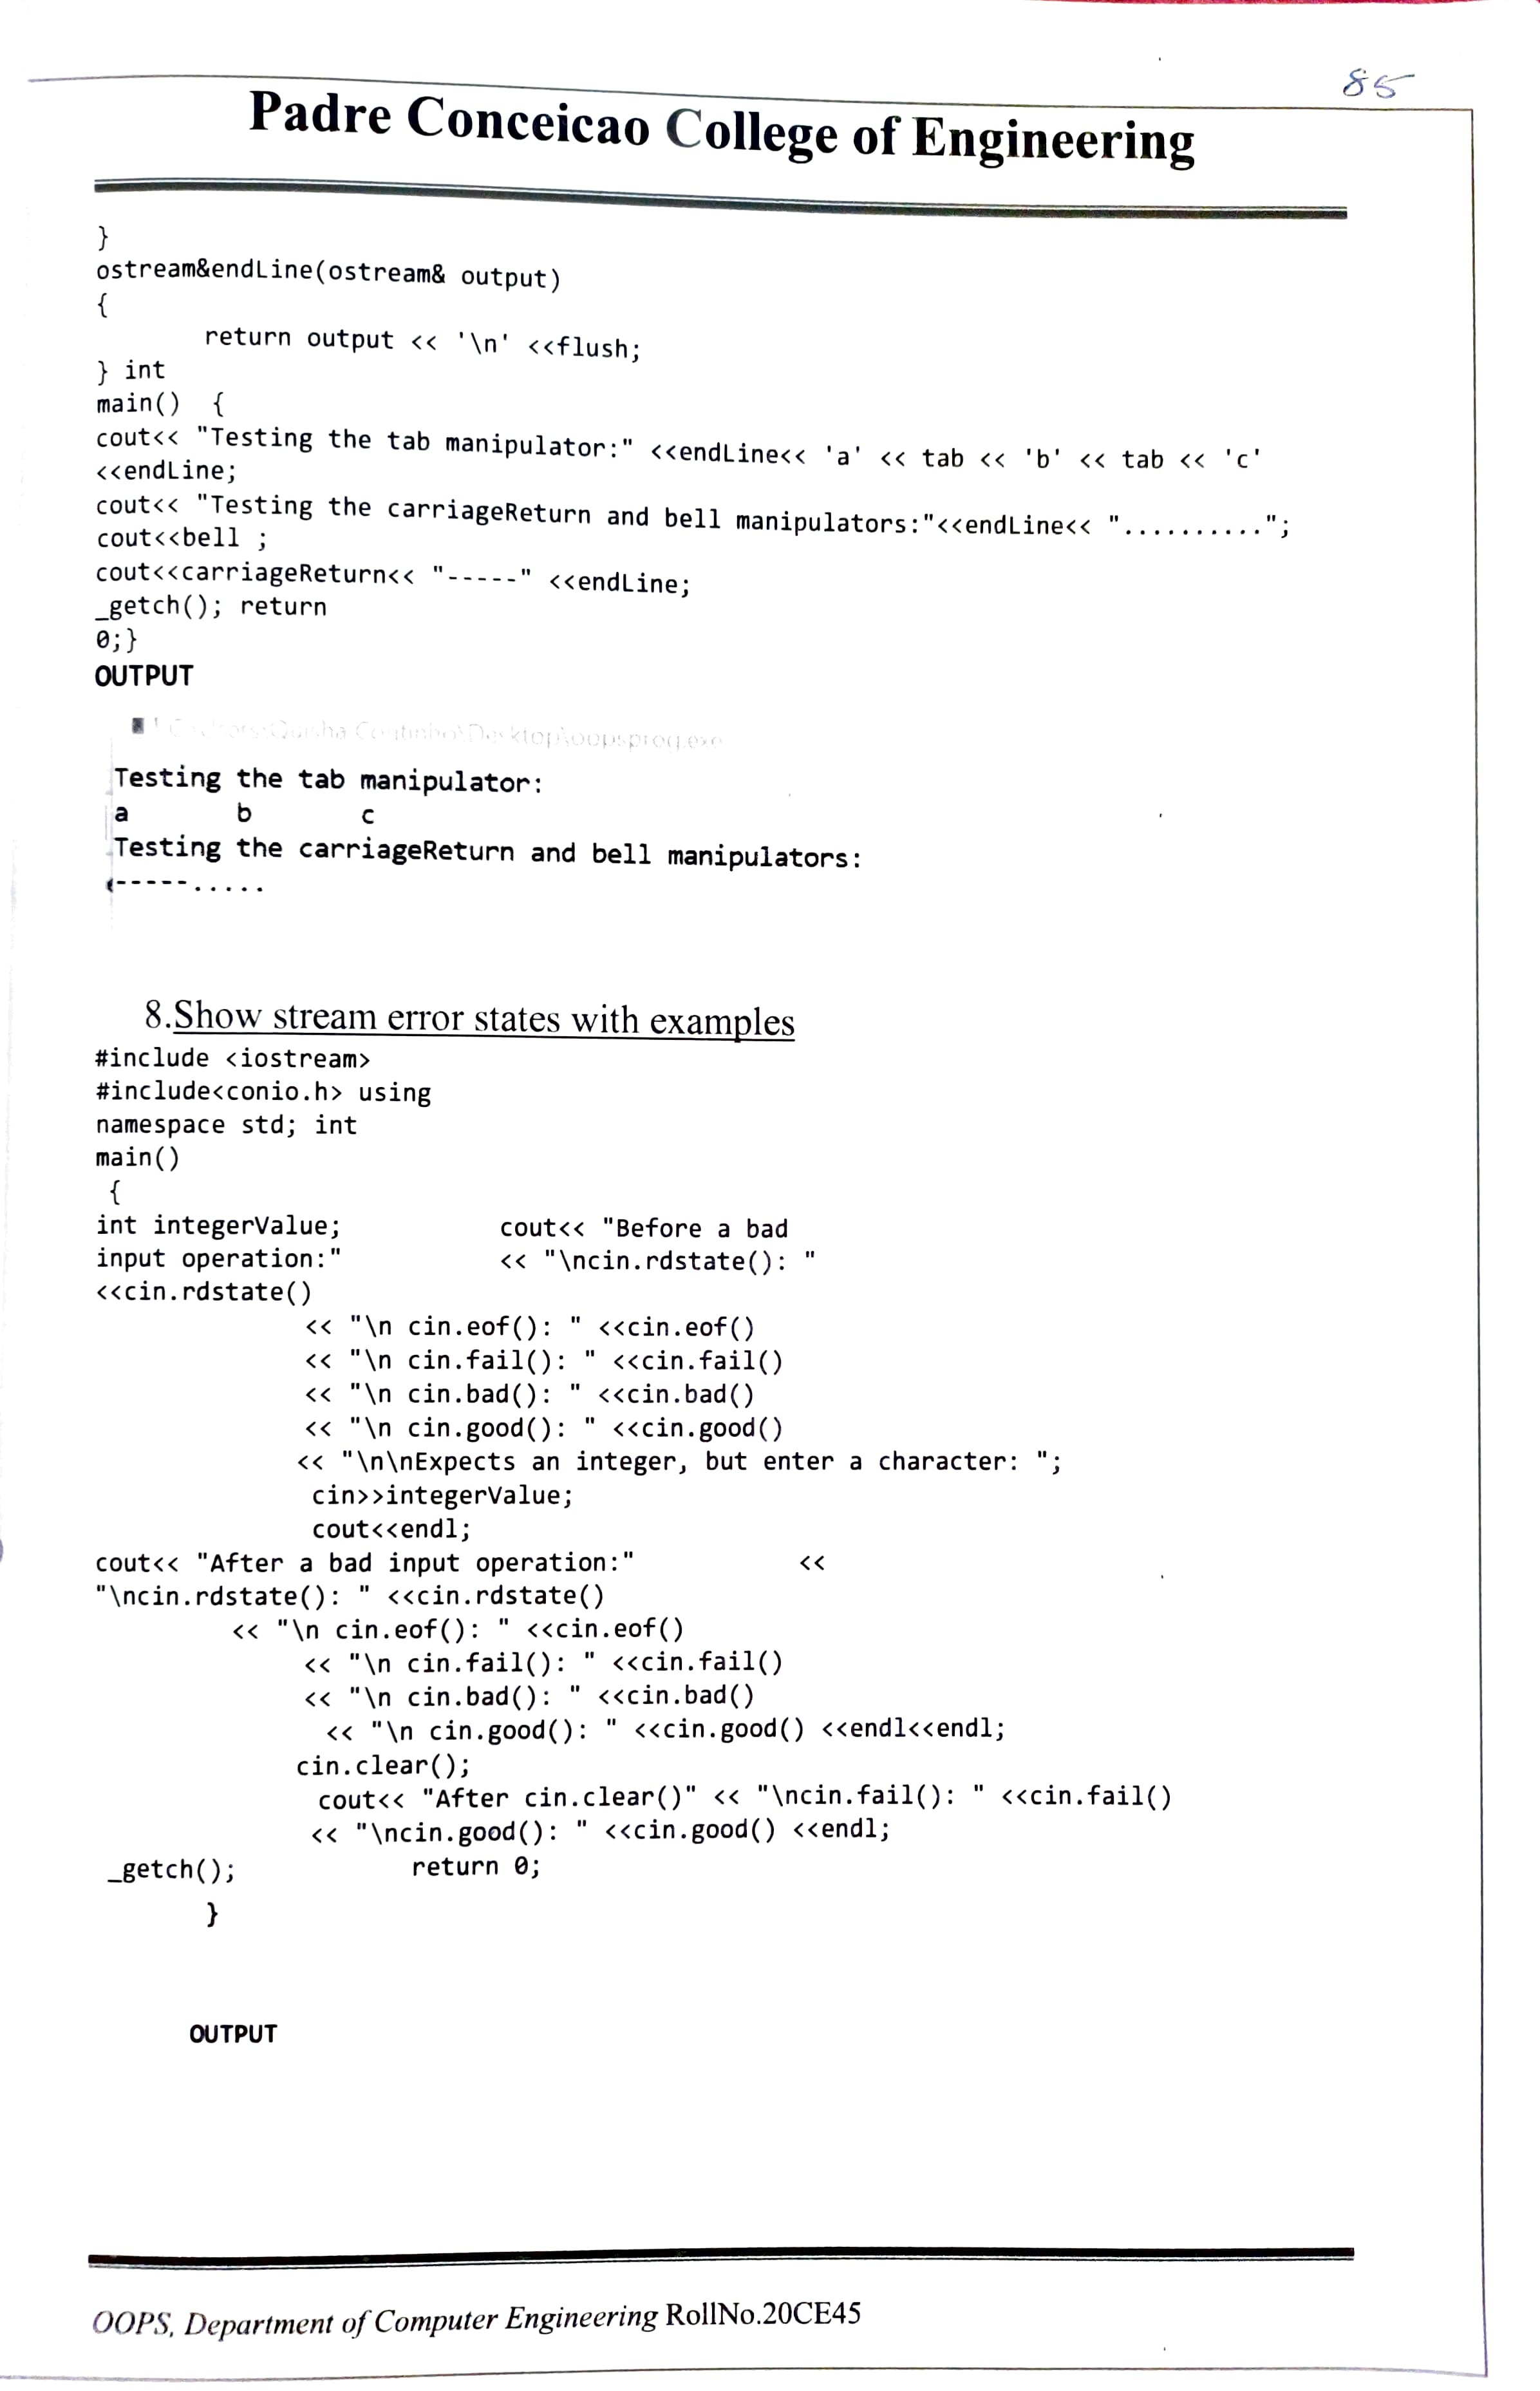 85
Padre Conceicao College of Engineering
}
ostream&endLine(ostream& output)
{
return output << '\n' <<flush;
} int
main()  {
cout<< "Testing the tab manipulator:" <<endLine<< 'a' << tab << 'b' << tab << 'c'
<<endLine;
cout<< "Testing the carriageReturn and bell manipulators:"<<endLine<< "..........";
cout<<bell ;
cout<<carriageReturn<< "-----" <<endLine;
_getch(); return
0;}
OUTPUT
Coutinho\Desktop\oopsprog.exe
Testing the tab manipulator:
a       b       c
Testing the carriageReturn and bell manipulators:
-----.....
8.Show stream error states with examples
#include <iostream>
#include<conio.h> using
namespace std; int
main()
{
int integerValue;           cout<< "Before a bad
input operation:"           << "\ncin.rdstate(): "
<<cin.rdstate()
<< "\n cin.eof(): " <<cin.eof()
<< "\n cin.fail(): " <<cin.fail()
<< "\n cin.bad(): " <<cin.bad()
<< "\n cin.good(): " <<cin.good()
<< "\n\nExpects an integer, but enter a character: ";
cin>>integerValue;
cout<<endl;
cout<< "After a bad input operation:"           <<
"\ncin.rdstate(): " <<cin.rdstate()
<< "\n cin.eof(): " <<cin.eof()
<< "\n cin.fail(): " <<cin.fail()
<< "\n cin.bad(): " <<cin.bad()
<< "\n cin.good(): " <<cin.good() <<endl<<endl;
cin.clear();
cout<< "After cin.clear()" << "\ncin.fail(): " <<cin.fail()
<< "\ncin.good(): " <<cin.good() <<endl;
_getch();            return 0;
}
OUTPUT
OOPS, Department of Computer Engineering RollNo.20CE45